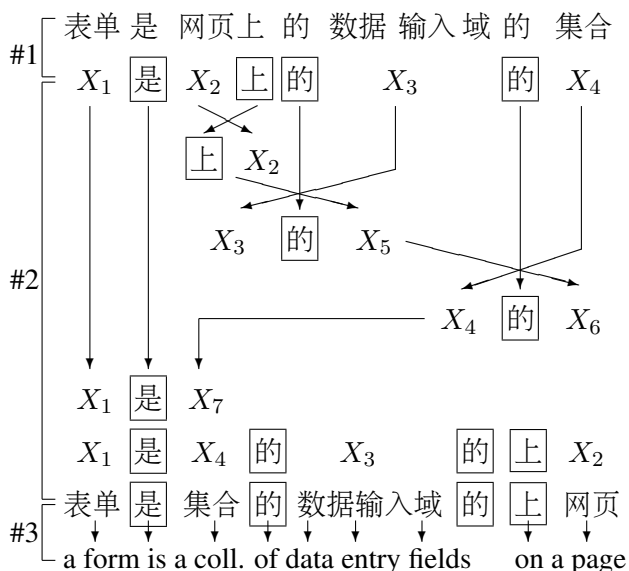 表单 是 网页上 的 数据 输入 域 的 集合
#1
X1 是 X2 上 的 X3 的 X4
上 X2
X3 的 X5
#2
X4 的 X6
X1 是 X7
X1 是 X4 的 X3 的 上 X2
表单 是 集合 的 数据输入域 的 上 网页
#3
a form is a coll. of data entry fields on a page